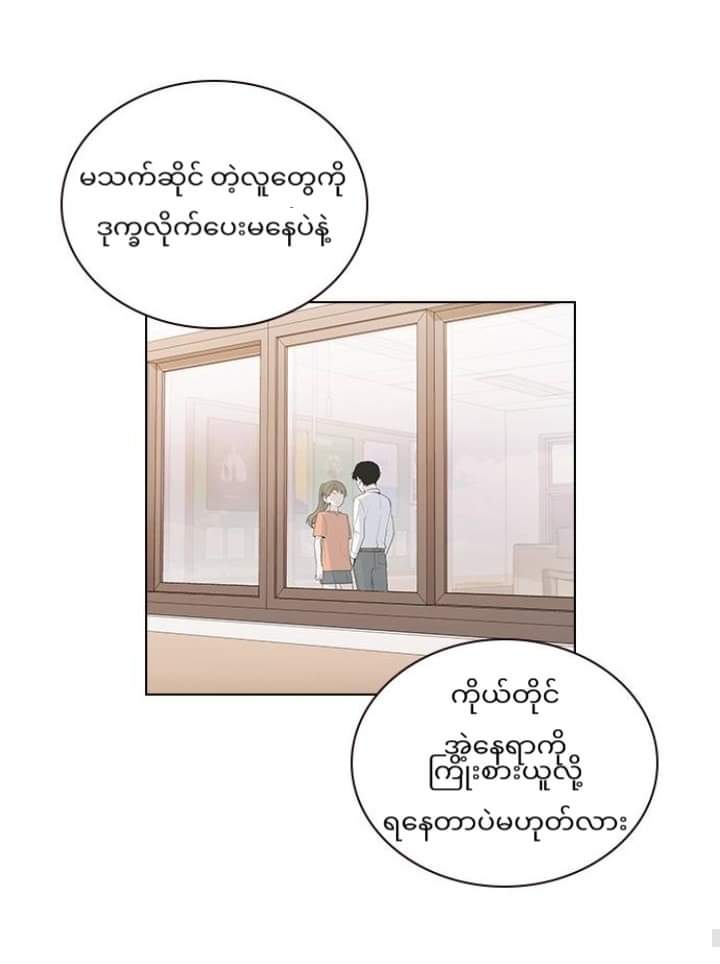 မသက်ဆိုင် တဲ့လူတွေကို
ဒုက္ခလိုက်ပေးမနေပဲနဲ့
ကိုယ်တိုင်
အဲ့နေရာကို
ကြိုးစားယူလို့
ရနေတာပဲမဟုတ်လား